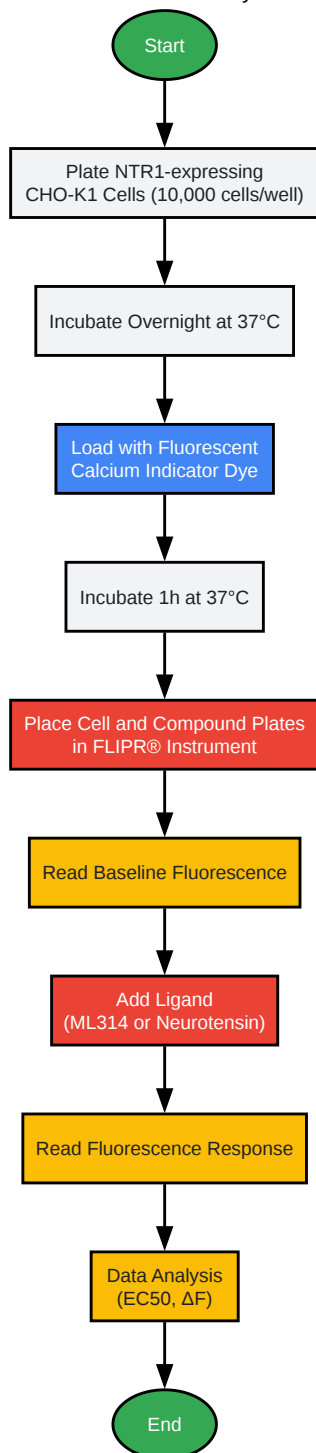 Start
Plate NTR1-expressing
CHO-K1 Cells (10,000 cells/well)
Incubate Overnight at 37°C
Load with Fluorescent
Calcium Indicator Dye
Incubate 1h at 37°C
Place Cell and Compound Plates
in FLIPR® Instrument
Read Baseline Fluorescence
Add Ligand
(ML314 or Neurotensin)
Read Fluorescence Response
Data Analysis
(EC50, ΔF)
End